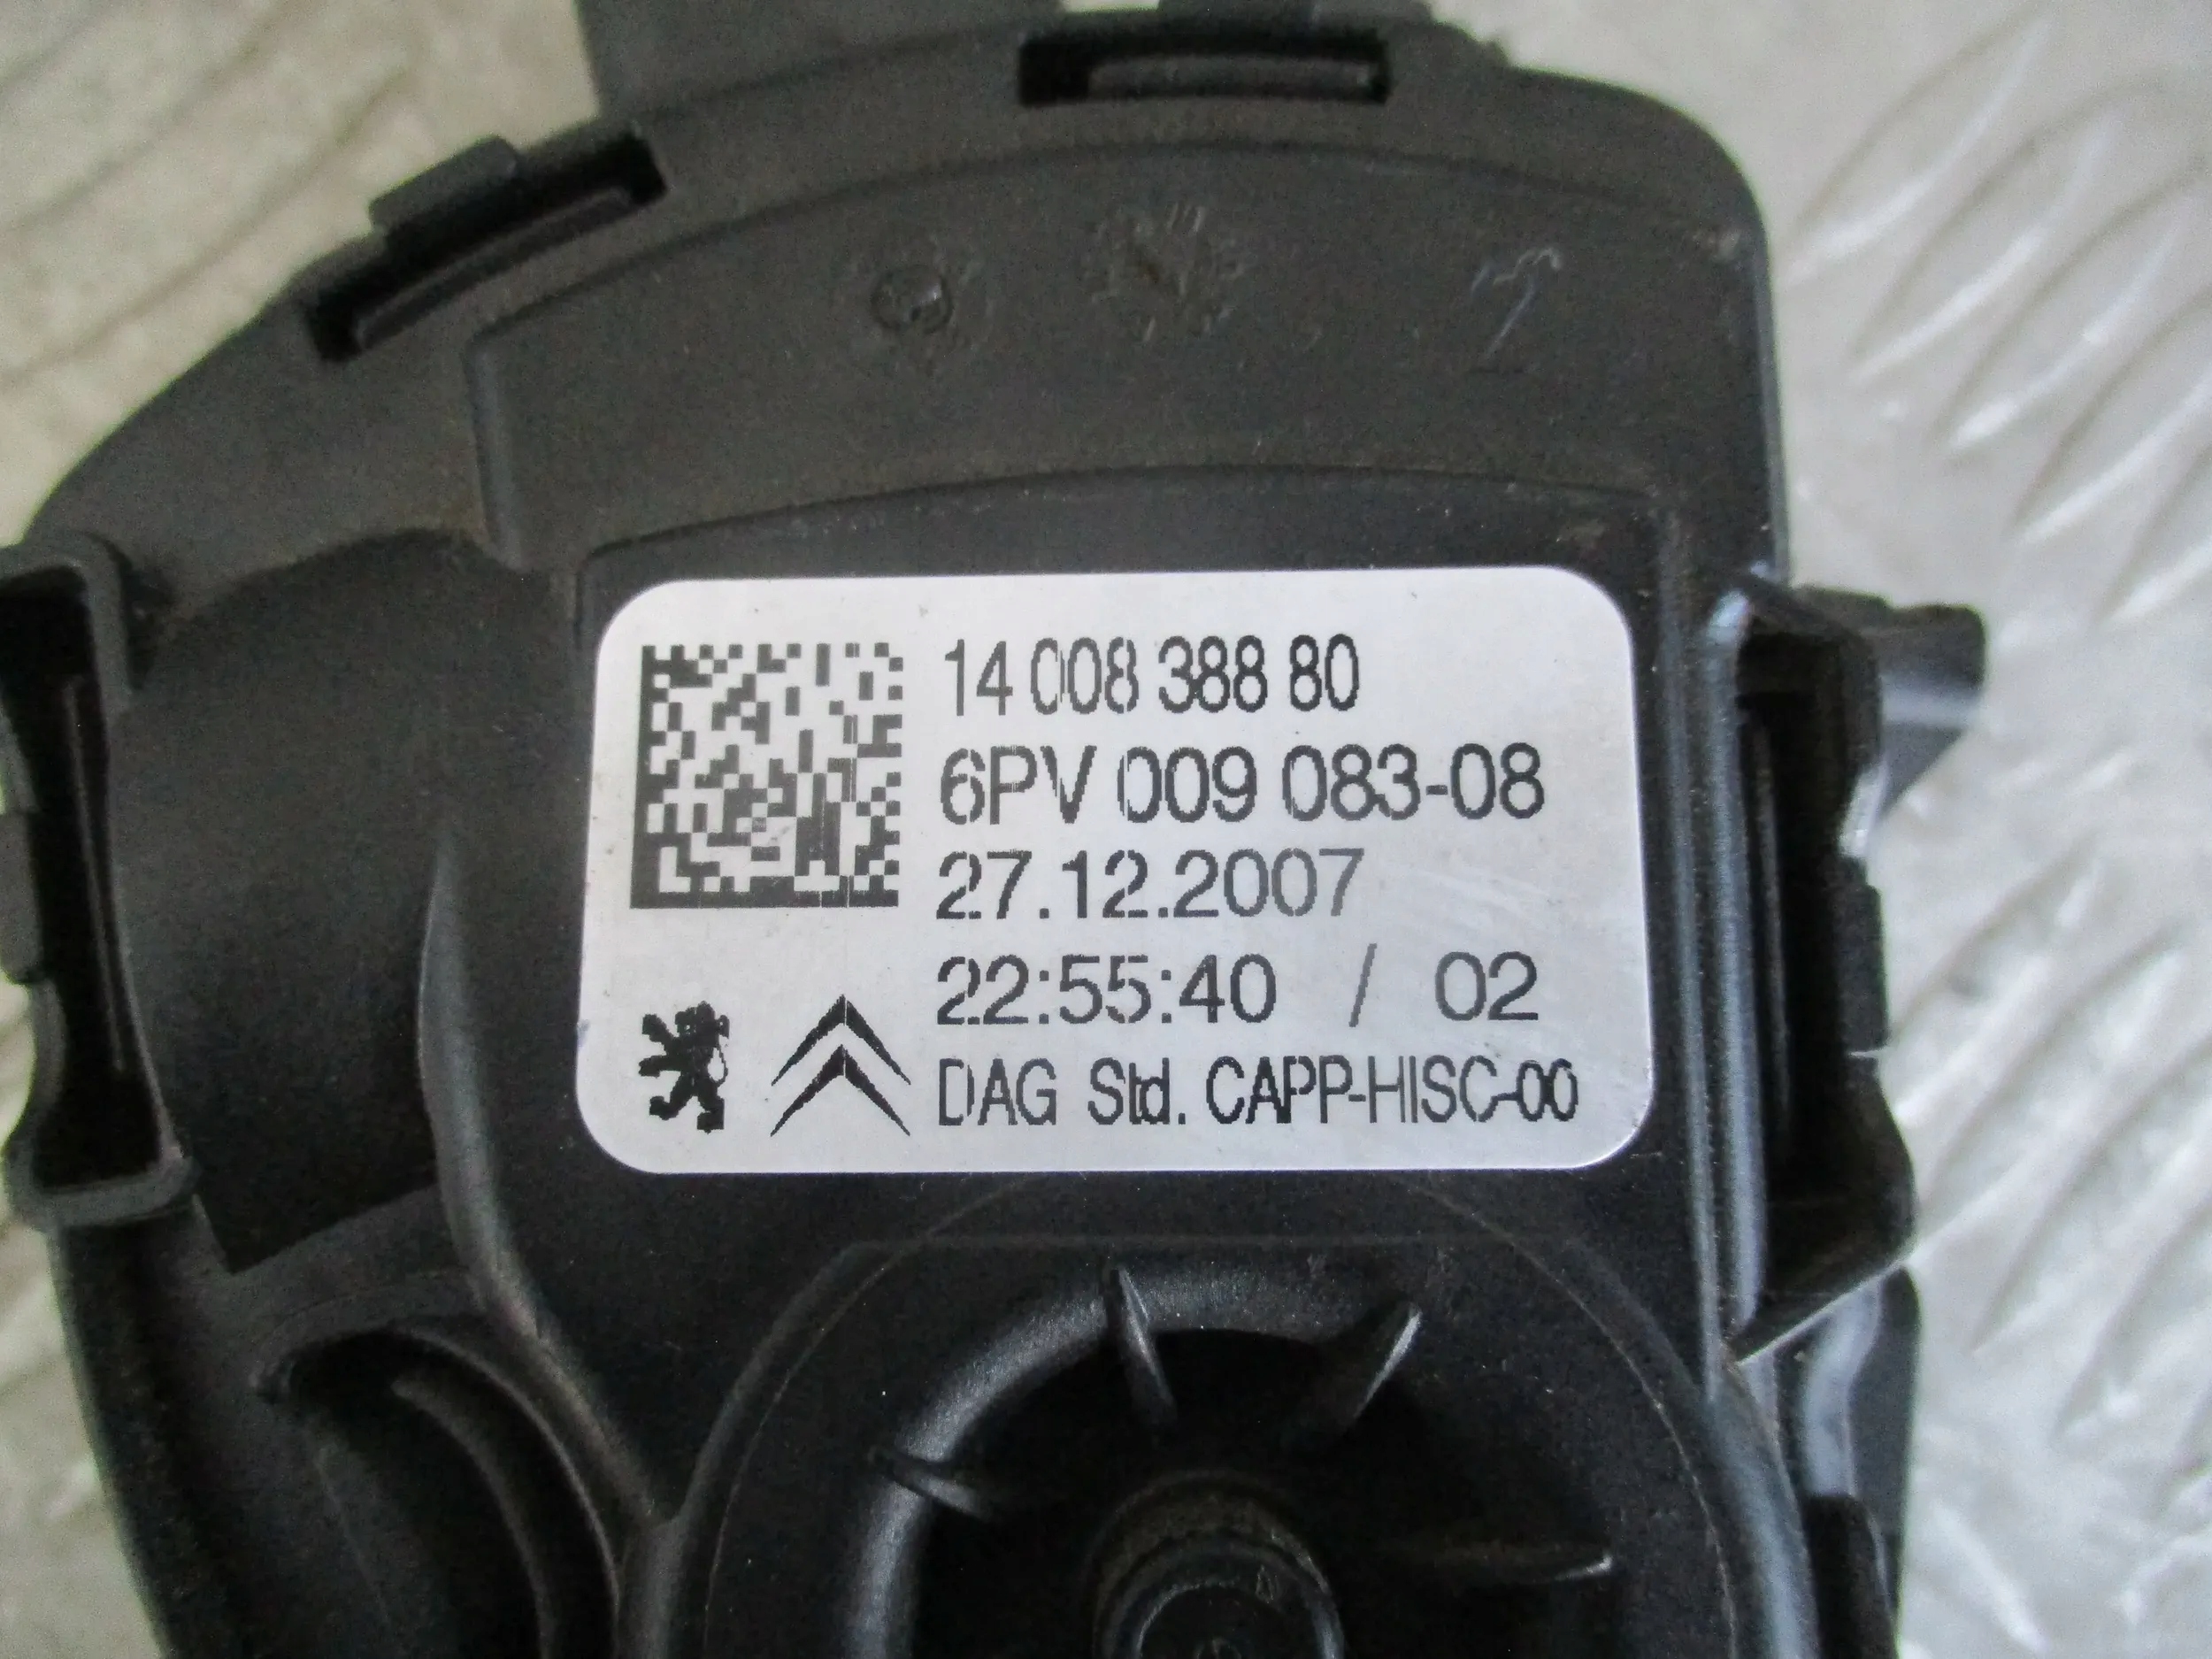 14 008 388 80
6PV 009 083-08
27.12.2007
22:55:40 / 02
DAG Std. CAPP-HISC-00